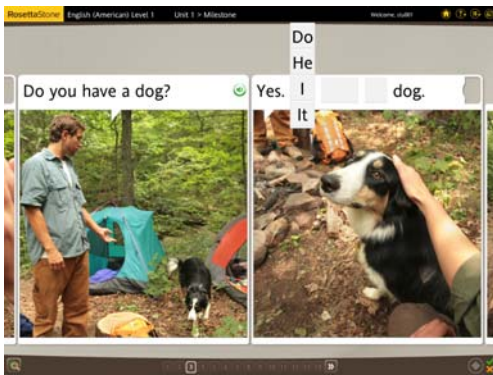 RosettaStone English (American) Level 1 Unit 1 > Milestone Welcome, stu001
Do you have a dog?
Yes. dog.
Do
He
I
It